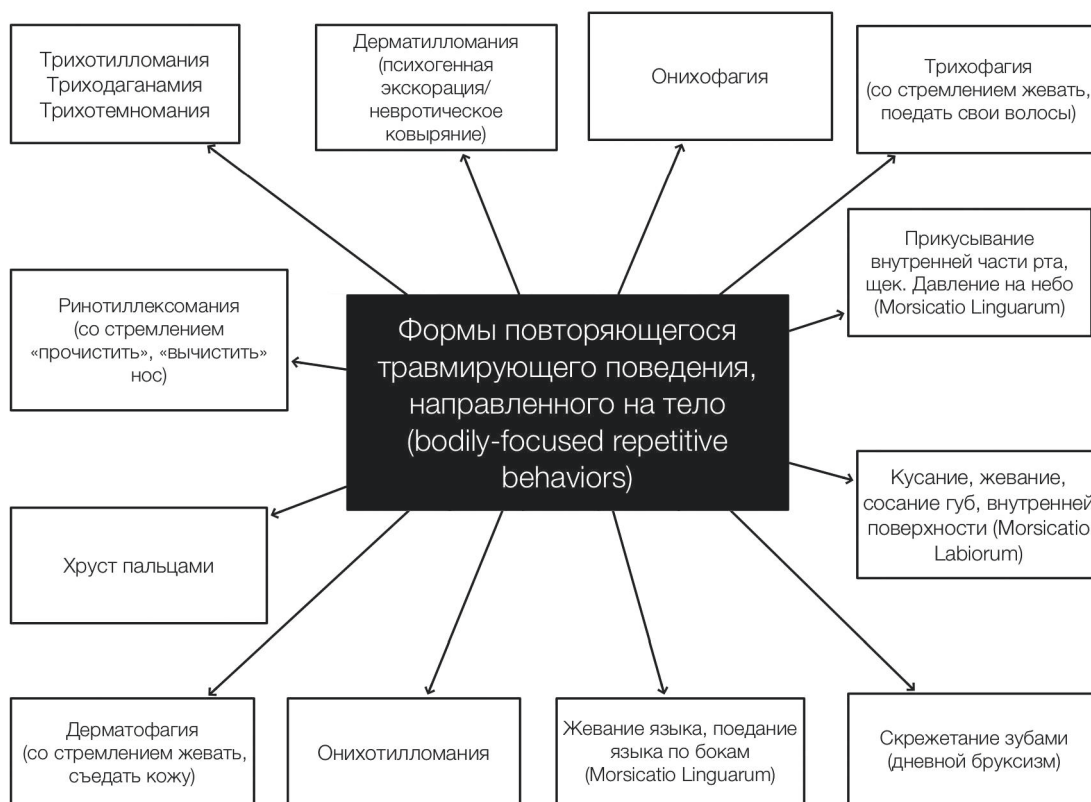 Трихотилломания
Триходаганамия
Трихотемномания
Дерматилломания
(психогенная
экскорация/
невротическое
ковыряние)
Онихофагия
Трихофагия
(со стремлением жевать,
поедать свои волосы)
Ринотиллексомания
(со стремлением
«прочистить», «вычистить»
нос)
Формы повторяющегося
травмирующего поведения,
направленного на тело
(bodily-focused repetitive
behaviors)
Прикусывание
внутренней части рта,
щек. Давление на небо
(Morsicatio Linguarum)
Хруст пальцами
Кусание, жевание,
сосание губ, внутренней
поверхности (Morsicatio
Labiorum)
Дерматофагия
(со стремлением жевать,
съедать кожу)
Онихотилломания
Жевание языка, поедание
языка по бокам
(Morsicatio Linguarum)
Скрежетание зубами
(дневной бруксизм)